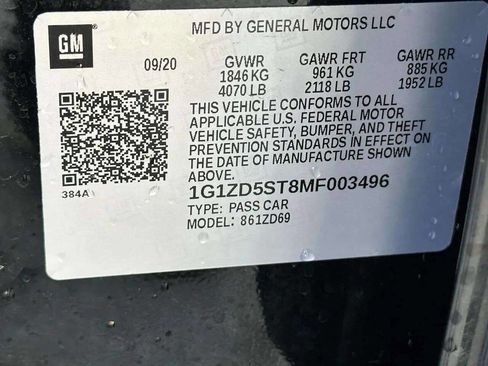 MFD BY GENERAL MOTORS LLC
GM
09/20 GVWR GAWR FRT GAWR RR
1846 KG 961 KG 885 KG
4070 LB 2118 LB 1952 LB
THIS VEHICLE CONFORMS TO ALL
APPLICABLE U.S. FEDERAL MOTOR
VEHICLE SAFETY, BUMPER, AND THEFT
PREVENTION STANDARDS IN EFFECT ON
THE DATE OF MANUFACTURE SHOWN
ABOVE.
384A
1G1ZD5ST8MF003496
TYPE: PASS CAR
MODEL: 861ZD69